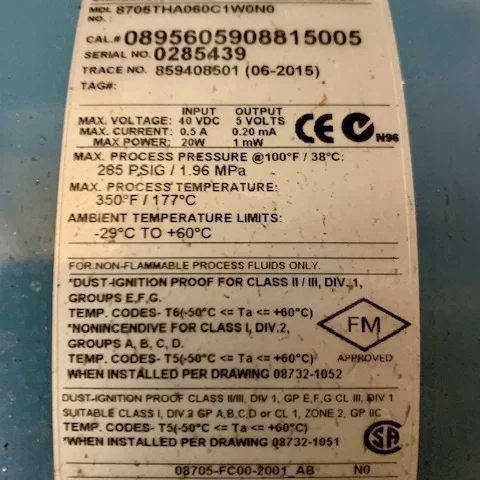 MDL 8705THA060C1W0N0
NO.:
CAL.# 0895605908815005
SERIAL NO. 0285439
TRACE NO. 859408501 (06-2015)
TAG#:
INPUT OUTPUT
MAX. VOLTAGE: 40 VDC 5 VOLTS
MAX. CURRENT: 0.5 A 0.20 mA
MAX. POWER: 20W 1 mW
CE N96
MAX. PROCESS PRESSURE @100°F / 38°C:
285 PSIG / 1.96 MPa
MAX. PROCESS TEMPERATURE:
350°F / 177°C
AMBIENT TEMPERATURE LIMITS:
-29°C TO +60°C
FOR NON-FLAMMABLE PROCESS FLUIDS ONLY.
*DUST-IGNITION PROOF FOR CLASS II / III, DIV. 1,
GROUPS E,F,G.
TEMP. CODES- T6(-50°C <= Ta <= +60°C)
*NONINCENDIVE FOR CLASS I, DIV.2,
GROUPS A, B, C, D.
TEMP. CODES- T5(-50°C <= Ta <= +60°C)
WHEN INSTALLED PER DRAWING 08732-1052
FM
APPROVED
DUST-IGNITION PROOF CLASS II/III, DIV 1, GP E,F,G CL III, DIV 1
SUITABLE CLASS I, DIV 2 GP A,B,C,D or CL 1, ZONE 2, GP IIC
TEMP. CODES- T5(-50°C <= Ta <= +60°C)
*WHEN INSTALLED PER DRAWING 08732-1051
SA
08705-FC00-2001_AB N0